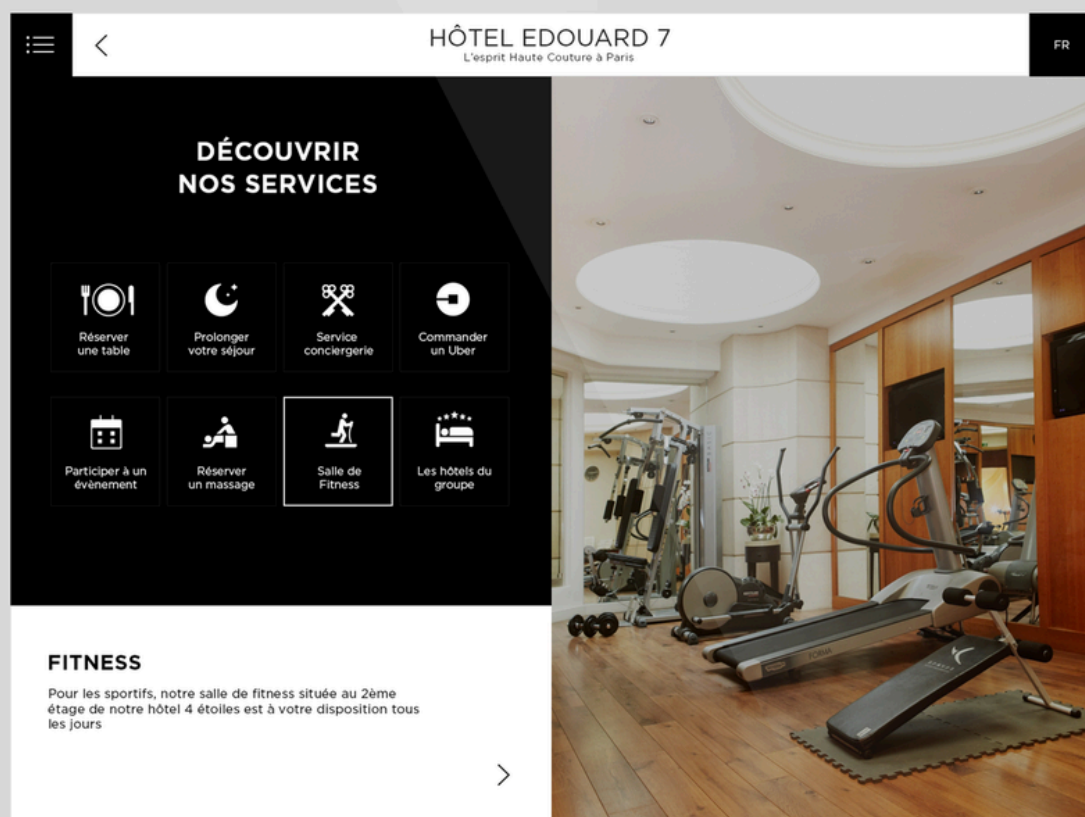 HÔTEL EDOUARD 7
L'esprit Haute Couture à Paris
FR
DÉCOUVRIR
NOS SERVICES
Réserver
une table
Prolonger
votre séjour
Service
conciergerie
Commander
un Uber
Participer à un
évènement
Réserver
un massage
Salle de
Fitness
Les hôtels du
groupe
FITNESS
Pour les sportifs, notre salle de fitness située au 2ème
étage de notre hôtel 4 étoiles est à votre disposition tous
les jours
FORMA